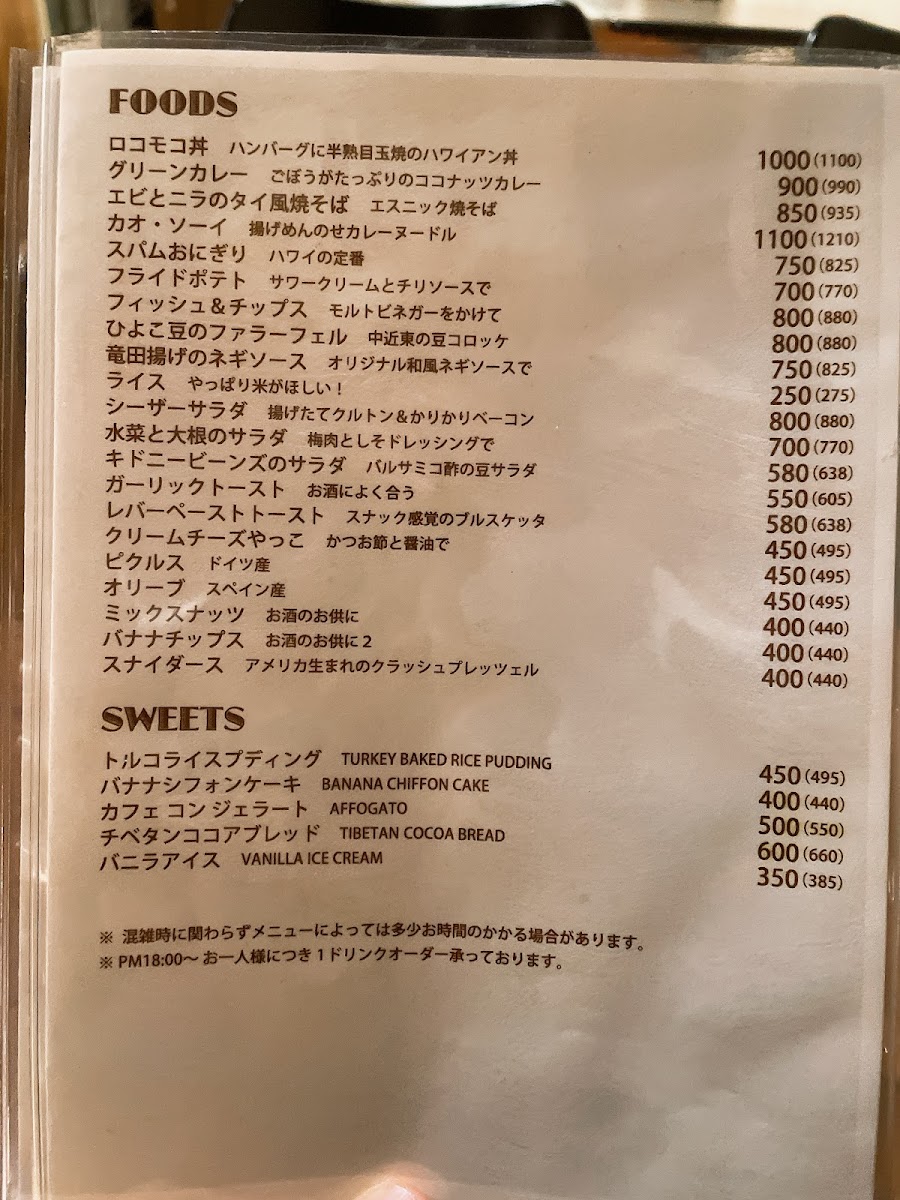 FOODS
ロコモコ丼 ハンバーグに半熟目玉焼のハワイアン丼 1000(1100)
グリーンカレー ごぼうがたっぷりのココナッツカレー 900(990)
エビとニラのタイ風焼そば エスニック焼そば 850(935)
カオ・ソーイ 揚げめんのせカレーヌードル 1100(1210)
スパムおにぎり ハワイの定番 750(825)
フライドポテト サワークリームとチリソースで 700(770)
フィッシュ＆チップス モルトビネガーをかけて 800(880)
ひよこ豆のファラーフェル 中近東の豆コロッケ 800(880)
竜田揚げのネギソース オリジナル和風ネギソースで 750(825)
ライス やっぱり米がほしい！ 250(275)
シーザーサラダ 揚げたてクルトン＆かりかりベーコン 800(880)
水菜と大根のサラダ 梅肉としそドレッシングで 700(770)
キドニービーンズのサラダ バルサミコ酢の豆サラダ 580(638)
ガーリックトースト お酒によく合う 550(605)
レバーペーストトースト スナック感覚のブルスケッタ 580(638)
クリームチーズやっこ かつお節と醤油で 450(495)
ピクルス ドイツ産 450(495)
オリーブ スペイン産 450(495)
ミックスナッツ お酒のお供に 400(440)
バナナチップス お酒のお供に２ 400(440)
スナイダース アメリカ生まれのクラッシュプレッツェル 400(440)
SWEETS
トルコライスプディング TURKEY BAKED RICE PUDDING 450(495)
バナナシフォンケーキ BANANA CHIFFON CAKE 400(440)
カフェ コン ジェラート AFFOGATO 500(550)
チベタンココアブレッド TIBETAN COCOA BREAD 600(660)
バニラアイス VANILLA ICE CREAM 350(385)
※ 混雑時に関わらずメニューによっては多少お時間のかかる場合があります。
※ PM18:00〜 お一人様につき１ドリンクオーダー承っております。